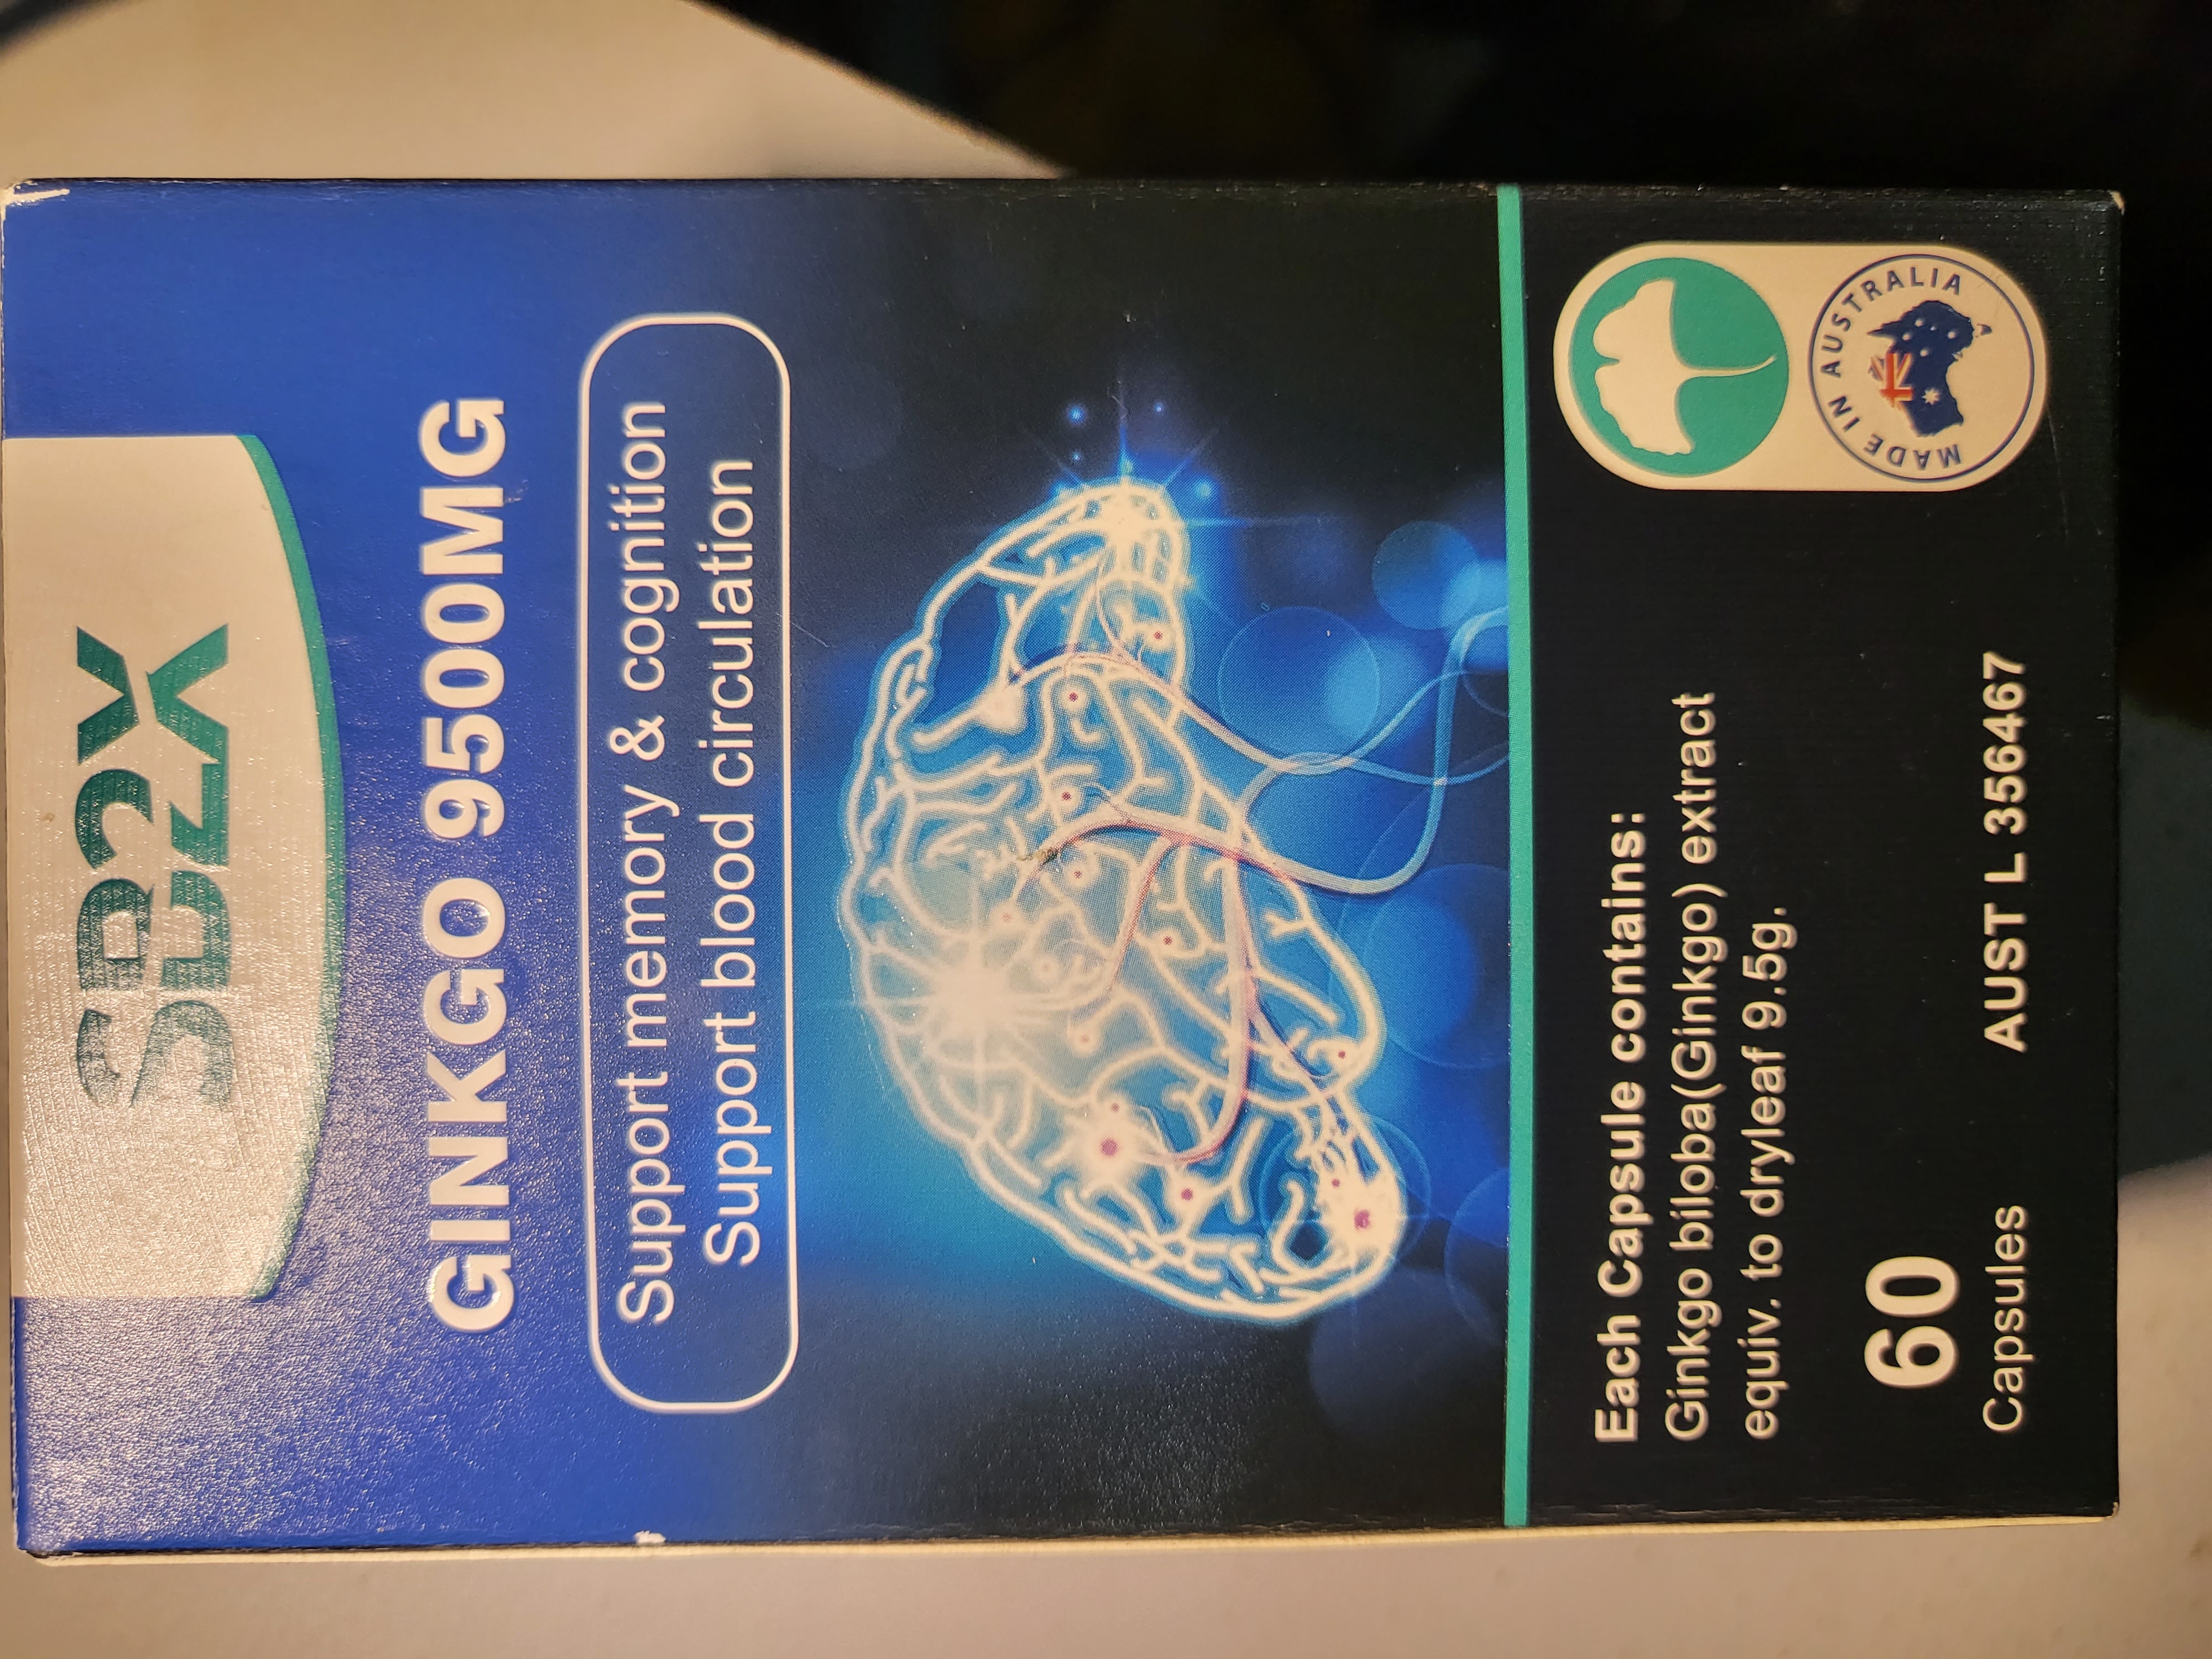 SB2X
GINKGO 9500MG
Support memory & cognition
Support blood circulation
Each Capsule contains:
Ginkgo biloba(Ginkgo) extract
equiv. to dryleaf 9.5g.
60
Capsules
AUST L 356467
MADE IN AUSTRALIA